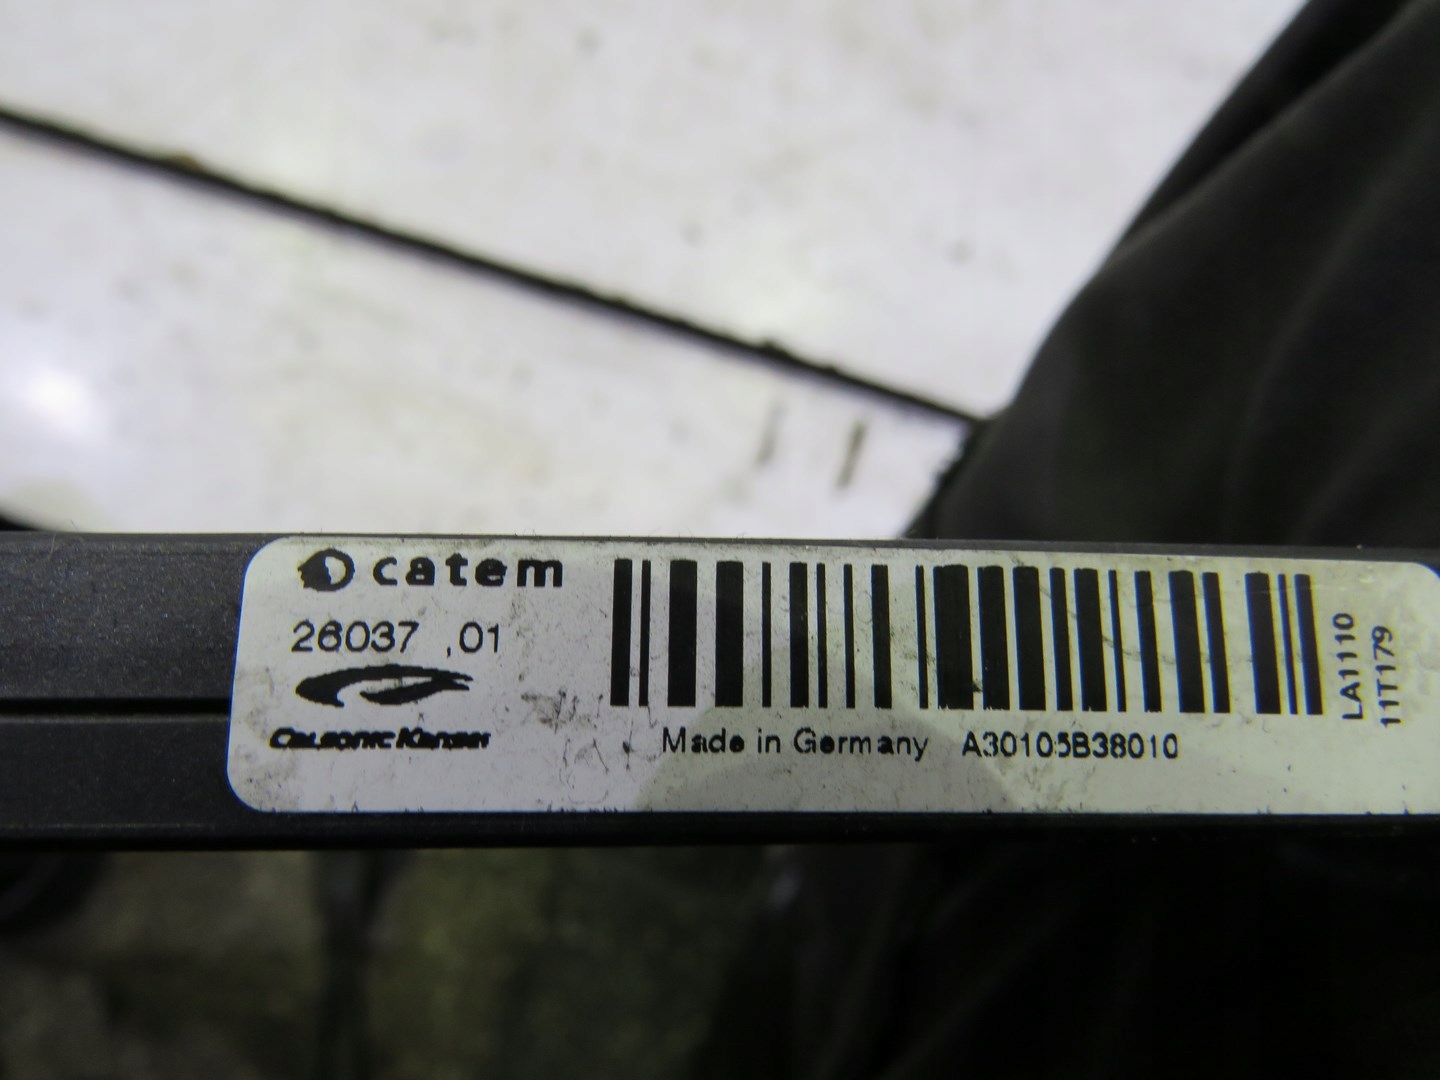 catem
26037 ,01
Calsonic Kansei
Made in Germany A30105B38010
LA1110
11T179